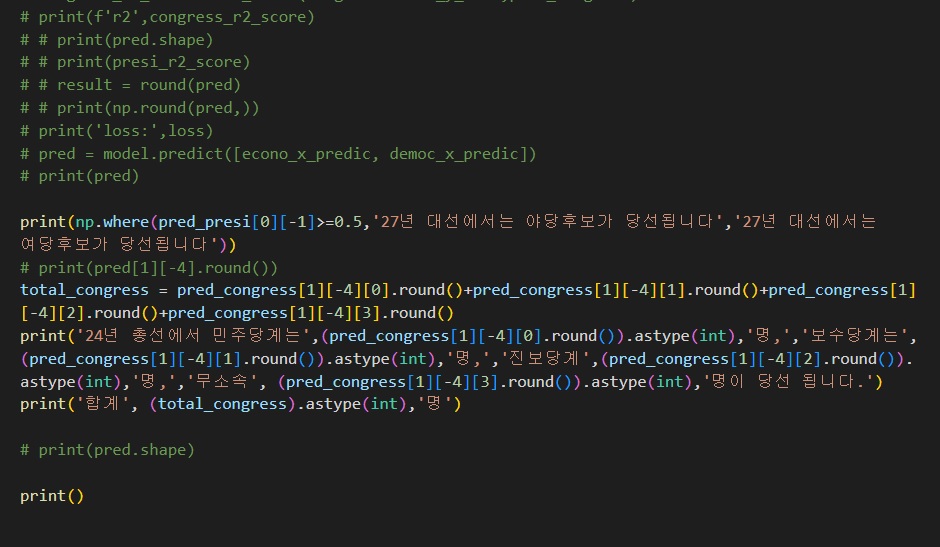 # print(f'r2',congress_r2_score)
# # print(pred.shape)
# # print(presi_r2_score)
# # result = round(pred)
# # print(np.round(pred,))
# print('loss:',loss)
# pred = model.predict([econo_x_predic, democ_x_predic])
# print(pred)
print(np.where(pred_presi[0][-1]>=0.5,'27년 대선에서는 야당후보가 당선됩니다','27년 대선에서는
여당후보가 당선됩니다'))
# print(pred[1][-4].round())
total_congress = pred_congress[1][-4][0].round()+pred_congress[1][-4][1].round()+pred_congress[1]
[-4][2].round()+pred_congress[1][-4][3].round()
print('24년 총선에서 민주당계는',(pred_congress[1][-4][0].round()).astype(int),'명,','보수당계는',
(pred_congress[1][-4][1].round()).astype(int),'명,','진보당계',(pred_congress[1][-4][2].round()).
astype(int),'명,','무소속', (pred_congress[1][-4][3].round()).astype(int),'명이 당선 됩니다.')
print('합계', (total_congress).astype(int),'명')
# print(pred.shape)
print()